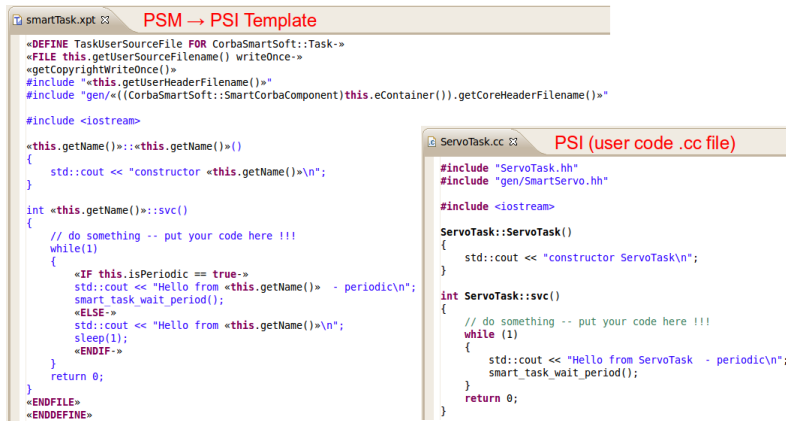 smartTask.xpt
PSM → PSI Template
«DEFINE TaskUserSourceFile FOR CorbaSmartSoft::Task-»
«FILE this.getUserSourceFilename() writeOnce-»
«getCopyrightWriteOnce()»
#include "«this.getUserHeaderFilename()»"
#include "gen/«((CorbaSmartSoft::SmartCorbaComponent)this.eContainer()).getCoreHeaderFilename()»"
#include <iostream>
«this.getName()»::«this.getName()»()
{
std::cout << "constructor «this.getName()»\n";
}
int «this.getName()»::svc()
{
// do something -- put your code here !!!
while(1)
{
«IF this.isPeriodic == true-»
std::cout << "Hello from «this.getName()»  - periodic\n";
smart_task_wait_period();
«ELSE-»
std::cout << "Hello from «this.getName()»\n";
sleep(1);
«ENDIF-»
}
return 0;
}
«ENDFILE»
«ENDDEFINE»
ServoTask.cc
PSI (user code .cc file)
#include "ServoTask.hh"
#include "gen/SmartServo.hh"
#include <iostream>
ServoTask::ServoTask()
{
std::cout << "constructor ServoTask\n";
}
int ServoTask::svc()
{
// do something -- put your code here !!!
while (1)
{
std::cout << "Hello from ServoTask  - periodic\n";
smart_task_wait_period();
}
return 0;
}